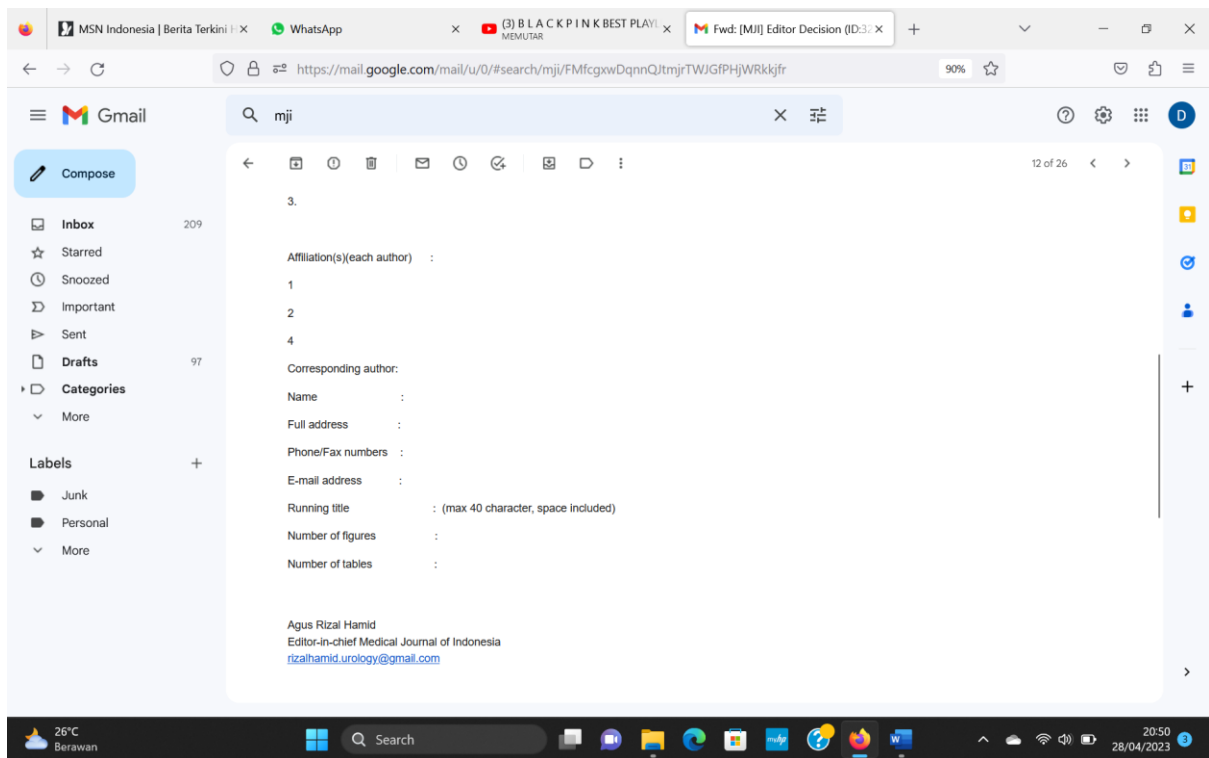 MSN Indonesia | Berita Terkini H
WhatsApp
(3) B L A C K P I N K BEST PLAYL
MEMUTAR
Fwd: [MJI] Editor Decision (ID:32
https://mail.google.com/mail/u/0/#search/mji/FMfcgxwDqnnQJtmjrTWJGfPHjWRkkjfr
90%
Gmail
mji
D
Compose
12 of 26
31
Inbox 209
Starred
Snoozed
Important
Sent
Drafts 97
Categories
More
Labels
Junk
Personal
More
3.
Affiliation(s)(each author) :
1
2
4
Corresponding author:
Name :
Full address :
Phone/Fax numbers :
E-mail address :
Running title : (max 40 character, space included)
Number of figures :
Number of tables :
Agus Rizal Hamid
Editor-in-chief Medical Journal of Indonesia
rizalhamid.urology@gmail.com
26°C
Berawan
Search
myhp
W
20:50
28/04/2023
3